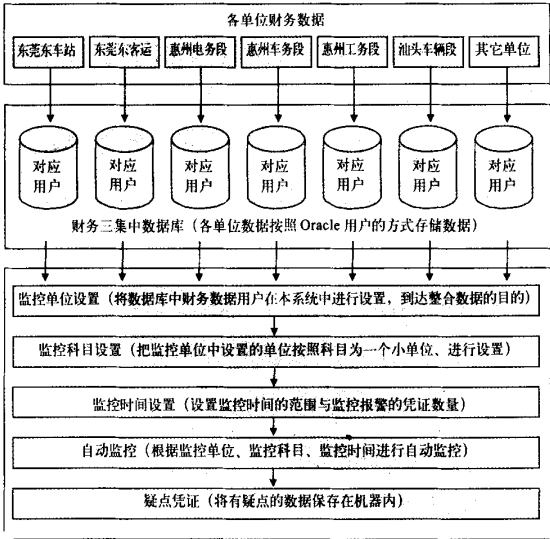 各单位财务数据
东莞东车站 东莞东客运 惠州电务段 惠州车务段 惠州工务段 汕头车辆段 其它单位
对应 对应 对应 对应 对应 对应 对应
用户 用户 用户 用户 用户 用户 用户
财务三集中数据库（各单位数据按照 Oracle 用户的方式存储数据）
监控单位设置（将数据库中财务数据用户在本系统中进行设置，到达整合数据的目的）
监控科目设置（把监控单位中设置的单位按照科目为一个小单位、进行设置）
监控时间设置（设置监控时间的范围与监控报警的凭证数量）
自动监控（根据监控单位、监控科目、监控时间进行自动监控）
疑点凭证（将有疑点的数据保存在机器内）